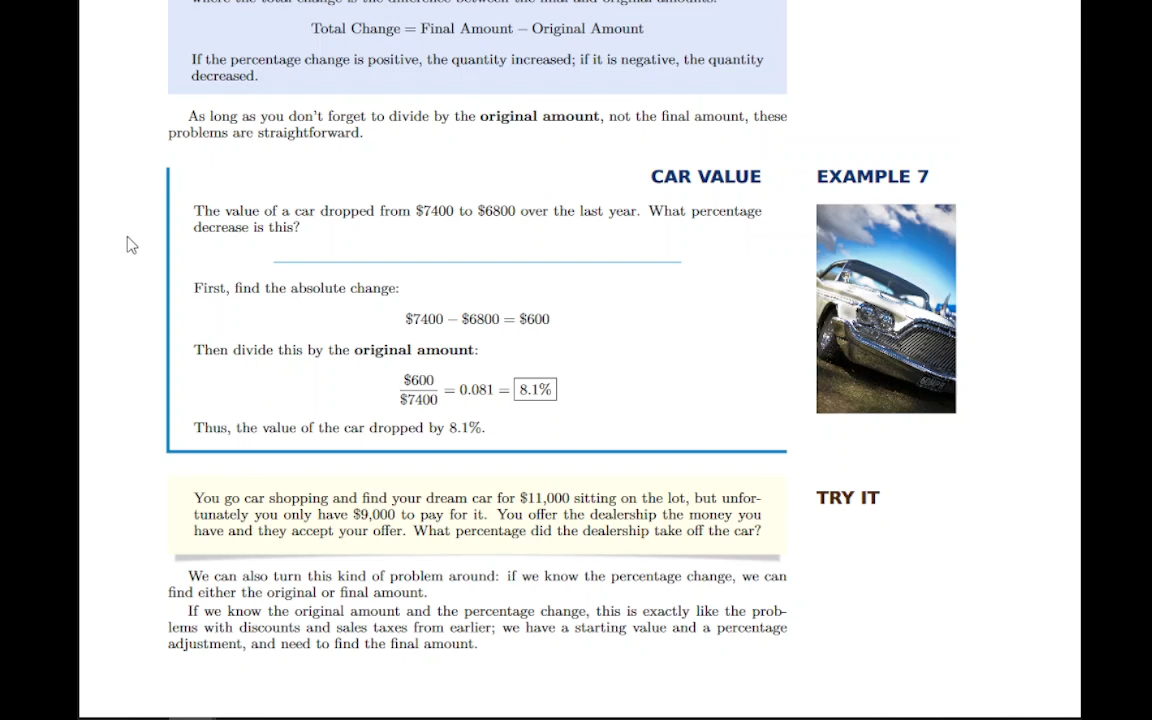 where the total change is the difference between the final and original amounts.
Total Change = Final Amount − Original Amount
If the percentage change is positive, the quantity increased; if it is negative, the quantity
decreased.
As long as you don't forget to divide by the original amount, not the final amount, these
problems are straightforward.
CAR VALUE
EXAMPLE 7
The value of a car dropped from $7400 to $6800 over the last year. What percentage
decrease is this?
First, find the absolute change:
$7400 − $6800 = $600
Then divide this by the original amount:
$600
$7400
= 0.081 = 8.1%
Thus, the value of the car dropped by 8.1%.
TRY IT
You go car shopping and find your dream car for $11,000 sitting on the lot, but unfor-
tunately you only have $9,000 to pay for it. You offer the dealership the money you
have and they accept your offer. What percentage did the dealership take off the car?
We can also turn this kind of problem around: if we know the percentage change, we can
find either the original or final amount.
If we know the original amount and the percentage change, this is exactly like the prob-
lems with discounts and sales taxes from earlier; we have a starting value and a percentage
adjustment, and need to find the final amount.